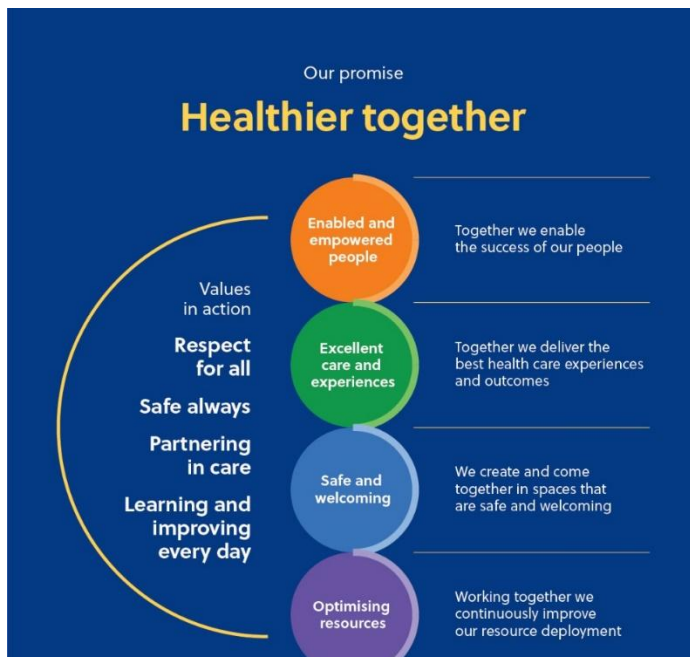 Our promise
Healthier together
Values
in action
Respect
for all
Safe always
Partnering
in care
Learning and
improving
every day
Enabled and
empowered
people
Together we enable
the success of our people
Excellent
care and
experiences
Together we deliver the
best health care experiences
and outcomes
Safe and
welcoming
We create and come
together in spaces that
are safe and welcoming
Optimising
resources
Working together we
continuously improve
our resource deployment